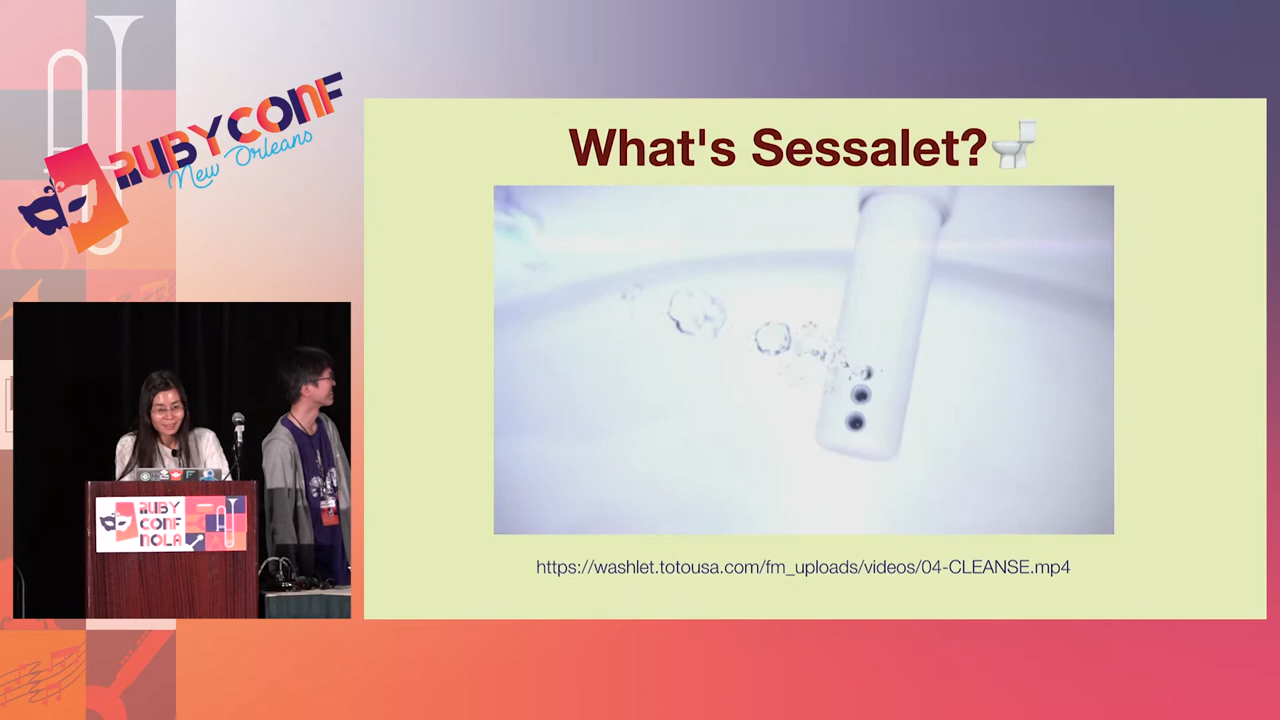 RUBYCONF
New Orleans
What's Sessalet?🚽
https://washlet.totousa.com/fm_uploads/videos/04-CLEANSE.mp4
RUBY
CONF
NOLA